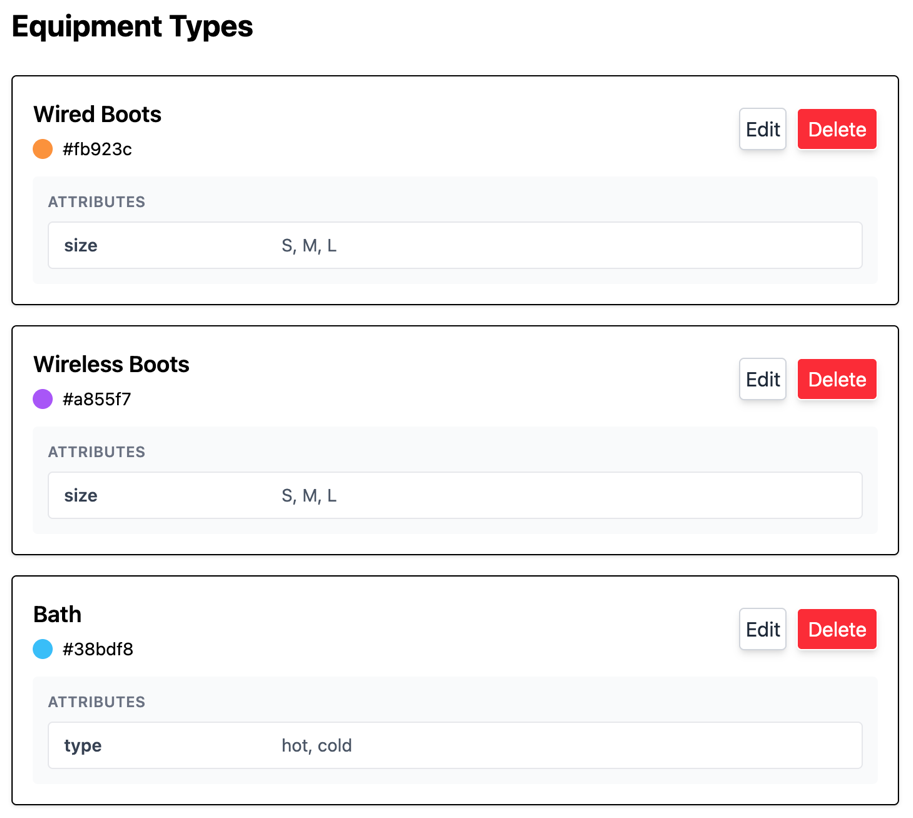 Equipment Types
Wired Boots
Edit Delete
#fb923c
ATTRIBUTES
size S, M, L
Wireless Boots
Edit Delete
#a855f7
ATTRIBUTES
size S, M, L
Bath
Edit Delete
#38bdf8
ATTRIBUTES
type hot, cold